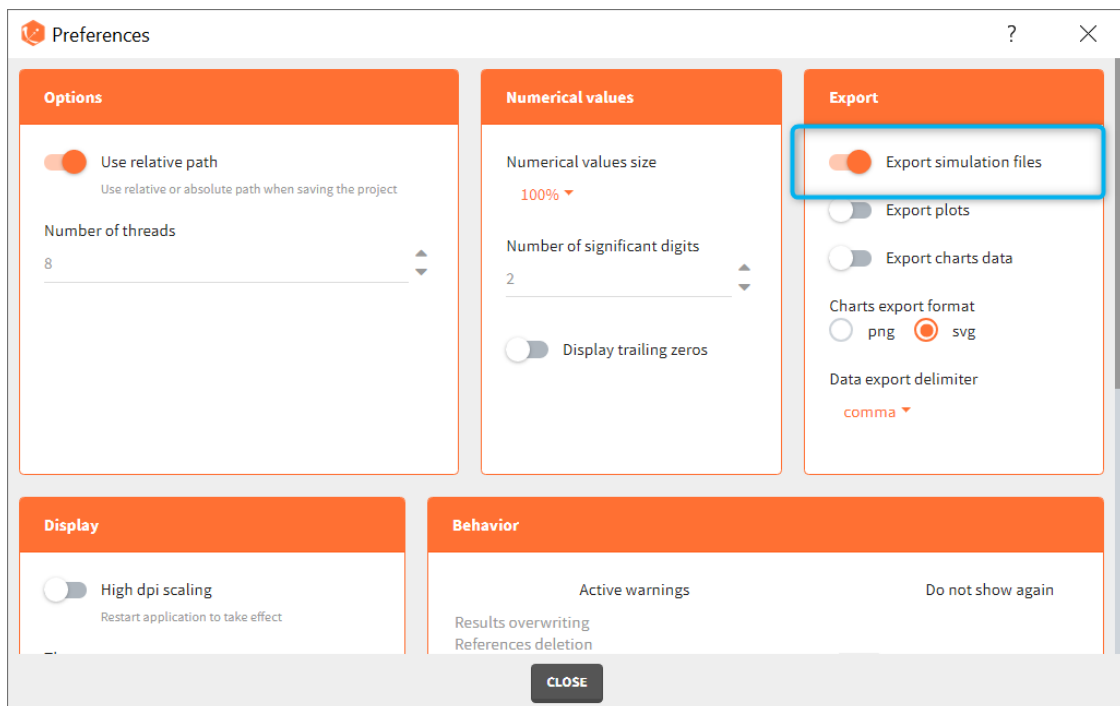 Preferences
?
Options
Use relative path
Use relative or absolute path when saving the project
Number of threads
8
Numerical values
Numerical values size
100%
Number of significant digits
2
Display trailing zeros
Export
Export simulation files
Export plots
Export charts data
Charts export format
png svg
Data export delimiter
comma
Display
High dpi scaling
Restart application to take effect
Behavior
Active warnings Do not show again
Results overwriting
References deletion
CLOSE